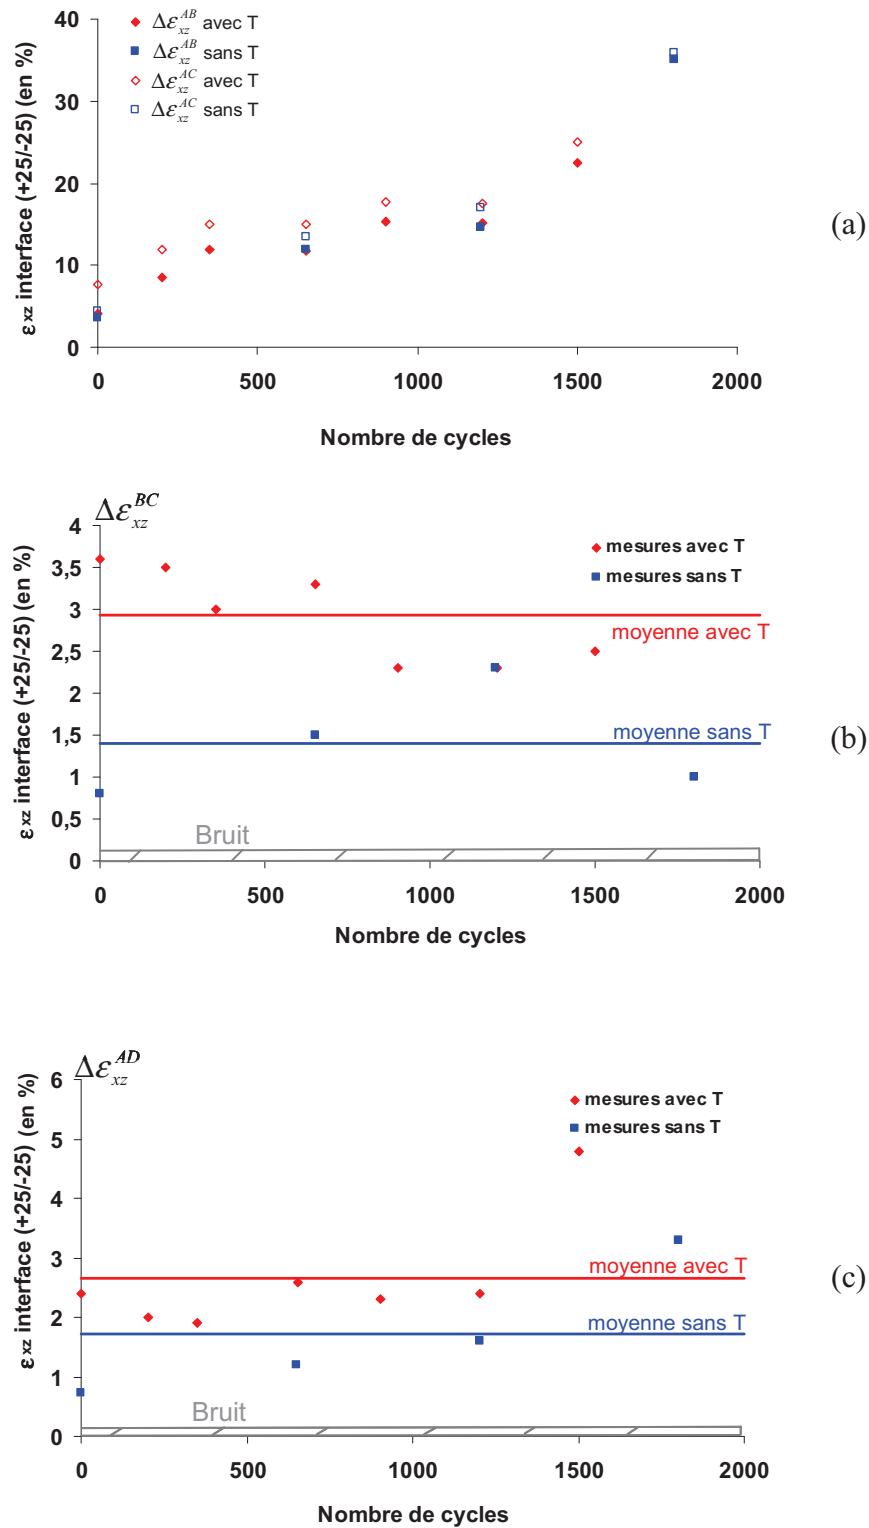 40
30
20
10
0
0
500
1000
1500
2000
εxz interface (+25/-25) (en %)
Nombre de cycles
Δε_xz^AB avec T
Δε_xz^AB sans T
Δε_xz^AC avec T
Δε_xz^AC sans T
(a)
Δε_xz^BC
4
3,5
3
2,5
2
1,5
1
0,5
0
0
500
1000
1500
2000
εxz interface (+25/-25) (en %)
Nombre de cycles
mesures avec T
mesures sans T
moyenne avec T
moyenne sans T
Bruit
(b)
Δε_xz^AD
6
5
4
3
2
1
0
0
500
1000
1500
2000
εxz interface (+25/-25) (en %)
Nombre de cycles
mesures avec T
mesures sans T
moyenne avec T
moyenne sans T
Bruit
(c)